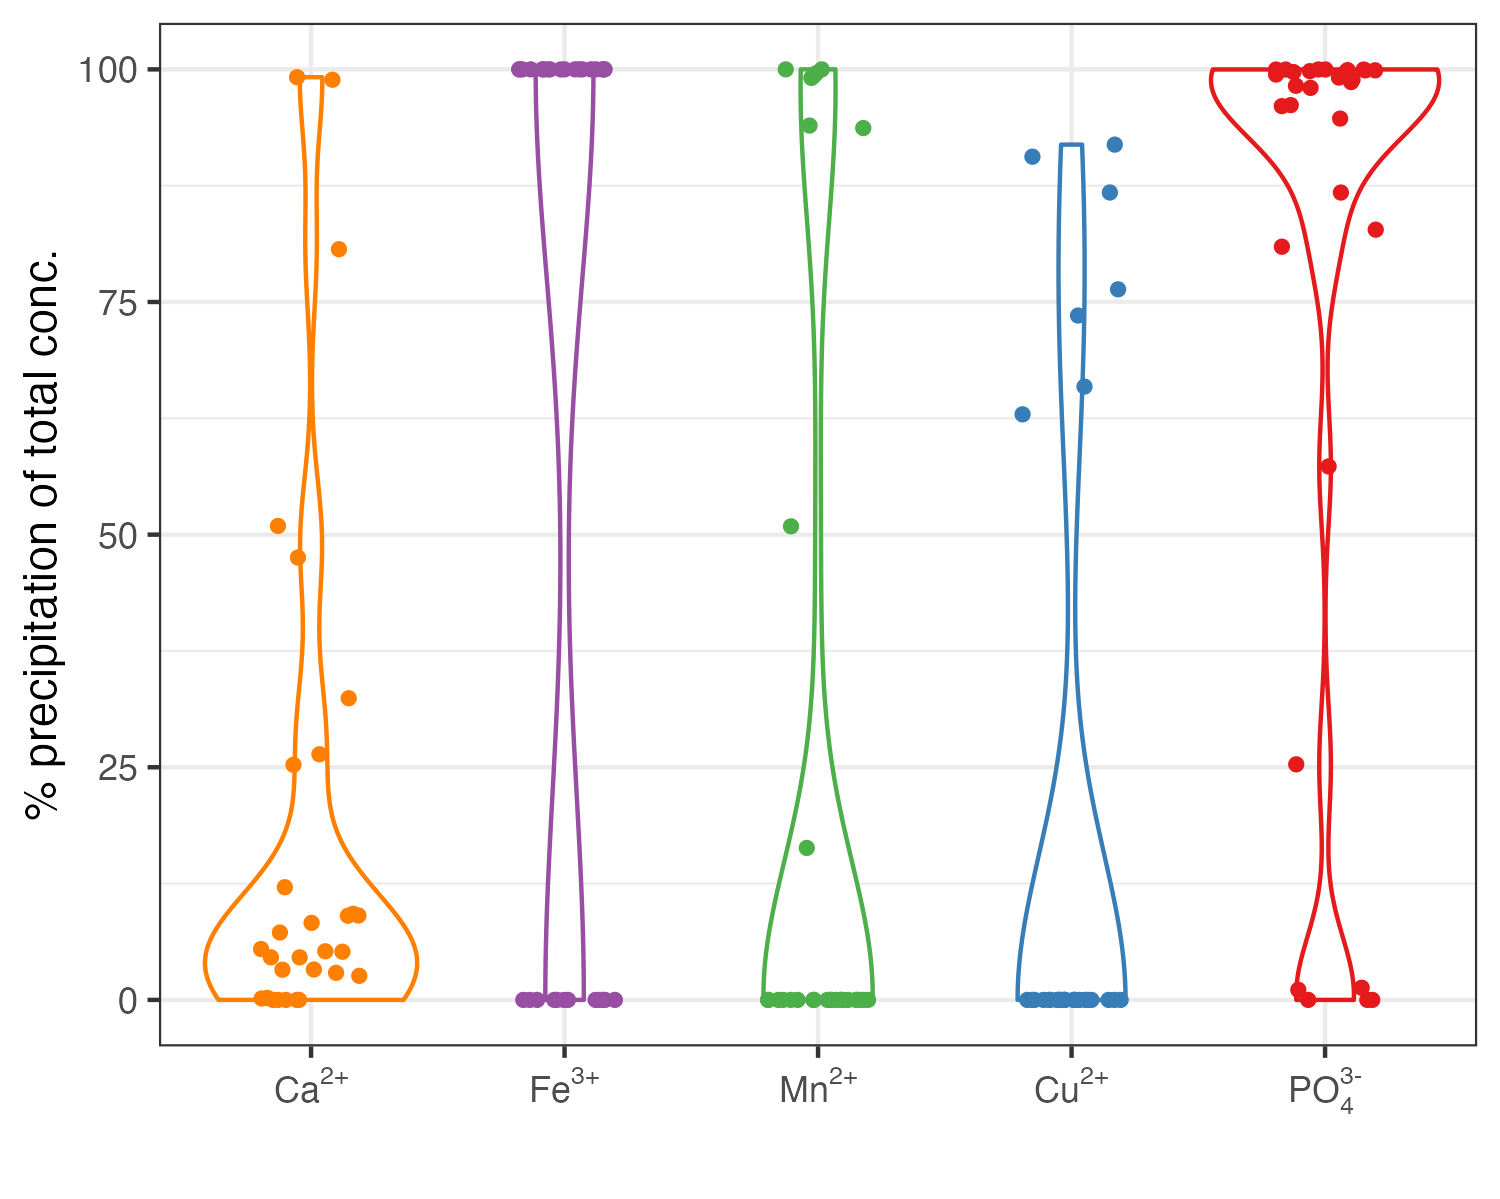 % precipitation of total conc.
100
75
50
25
0
Ca²⁺ Fe³⁺ Mn²⁺ Cu²⁺ PO₄³⁻